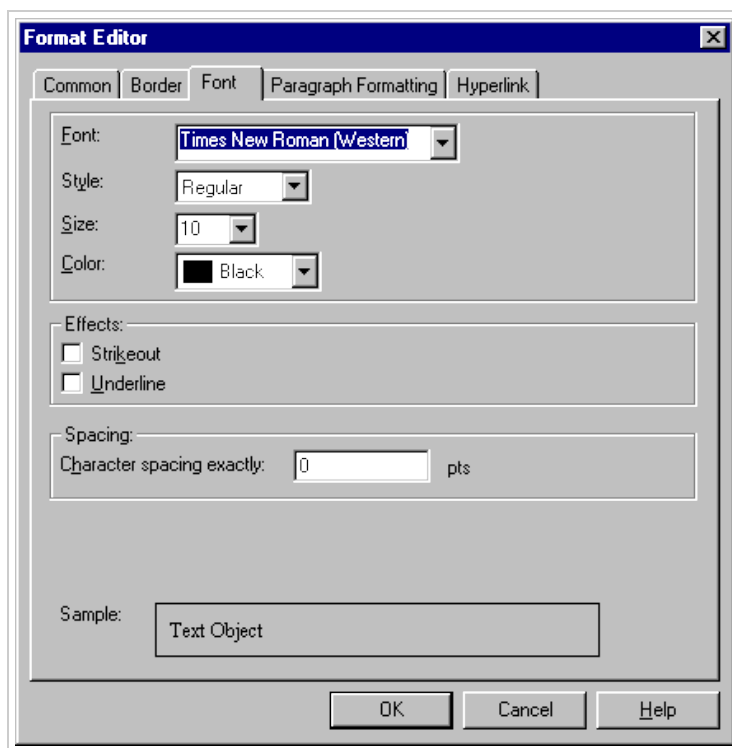 Format Editor
Common Border Font Paragraph Formatting Hyperlink
Font: Times New Roman (Western)
Style: Regular
Size: 10
Color: Black
Effects:
Strikeout
Underline
Spacing:
Character spacing exactly: 0 pts
Sample: Text Object
OK Cancel Help